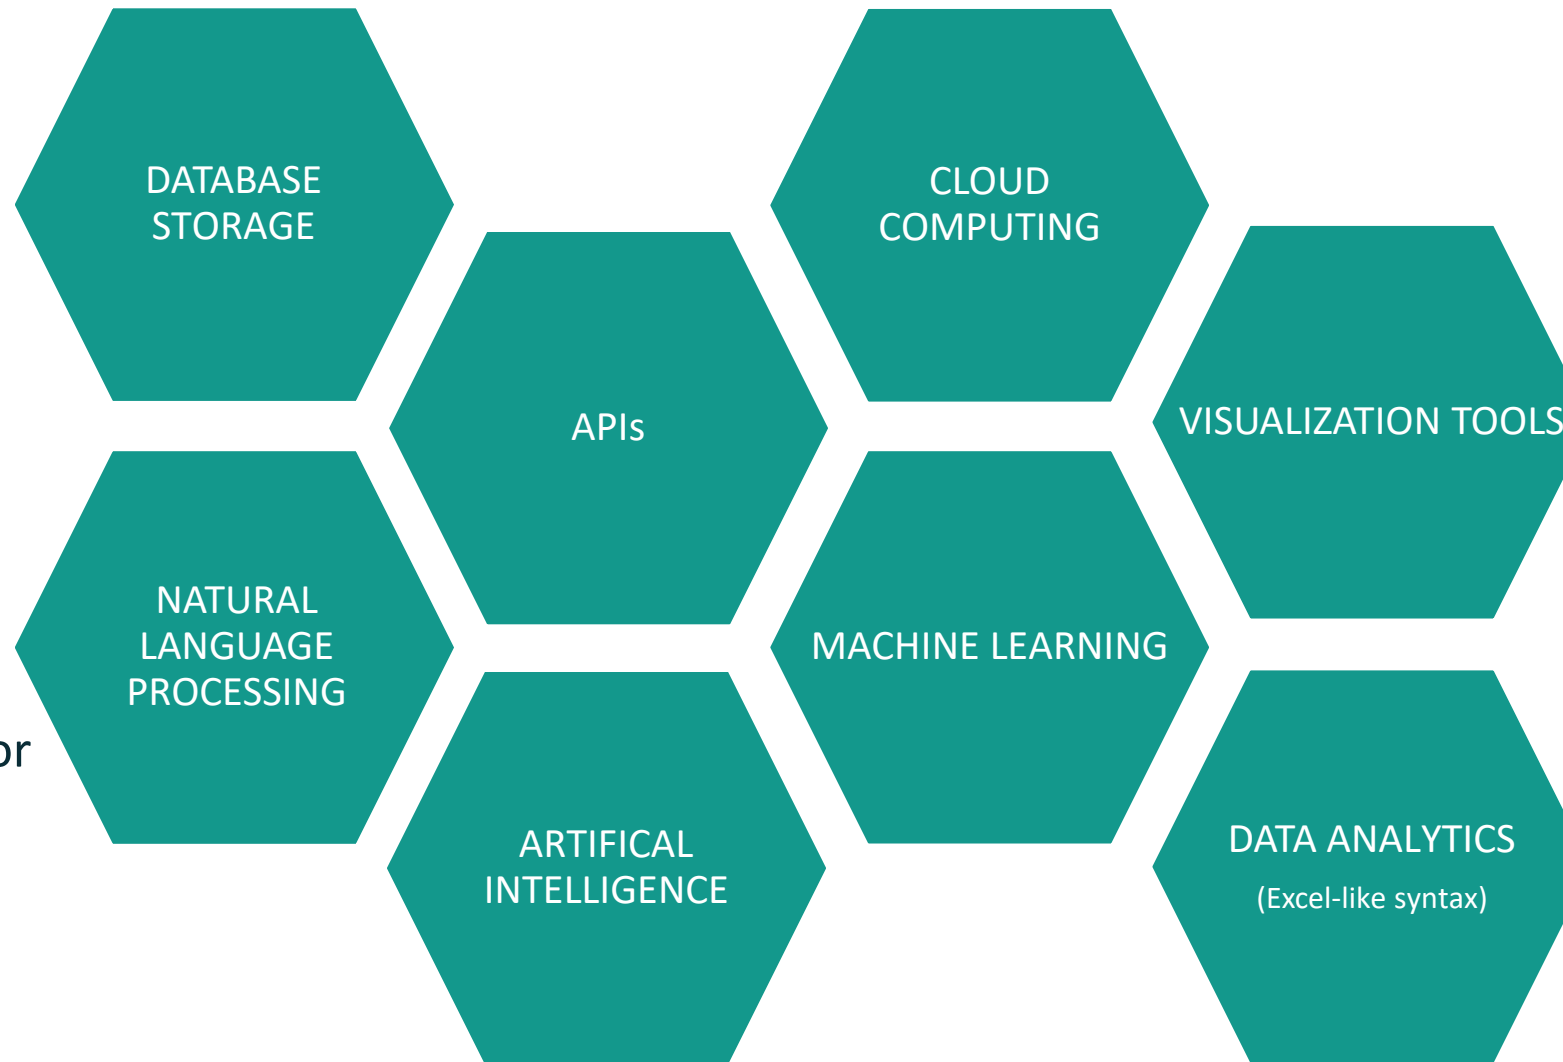 DATABASE
STORAGE
CLOUD
COMPUTING
APIs
VISUALIZATION TOOLS
NATURAL
LANGUAGE
PROCESSING
MACHINE LEARNING
or
ARTIFICAL
INTELLIGENCE
DATA ANALYTICS
(Excel-like syntax)